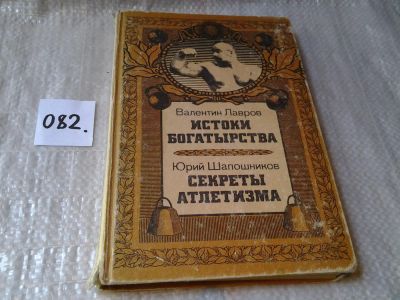 082.
Валентин Лавров
ИСТОКИ
БОГАТЫРСТВА
Юрий Шапошников
СЕКРЕТЫ
АТЛЕТИЗМА